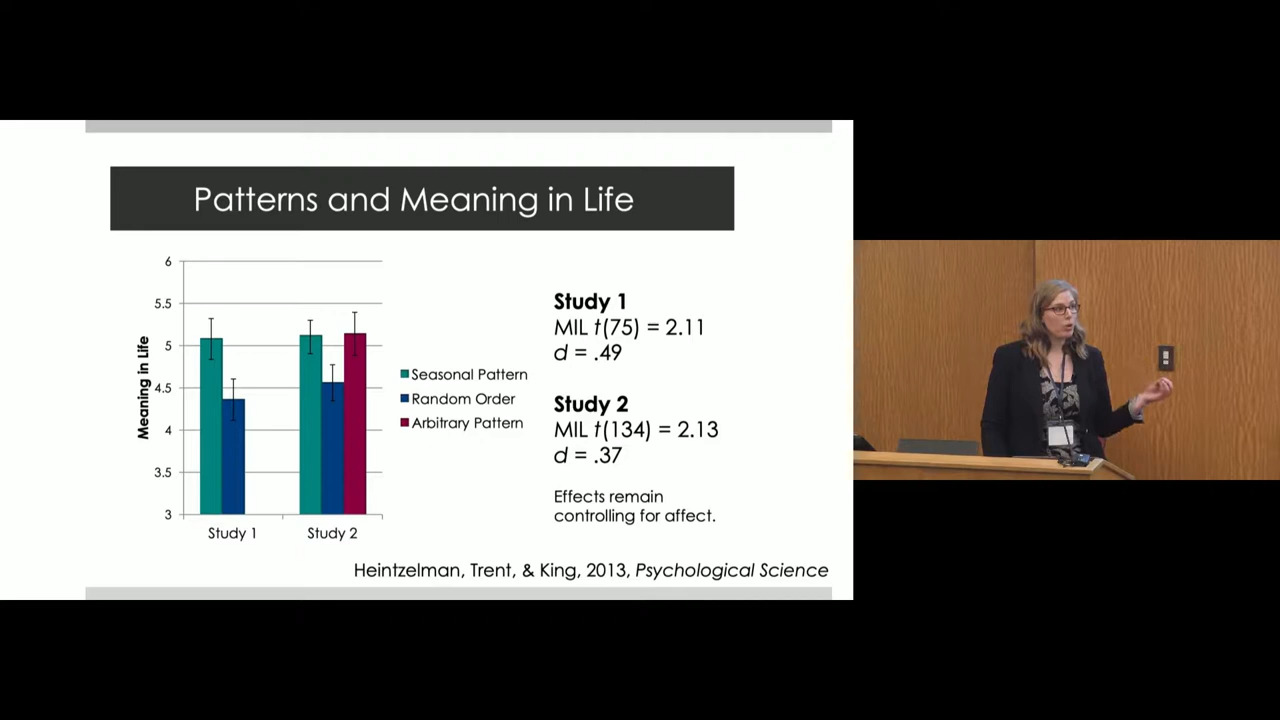 Patterns and Meaning in Life
6
5.5
5
4.5
4
3.5
3
Meaning in Life
Study 1
Study 2
Seasonal Pattern
Random Order
Arbitrary Pattern
Study 1
MIL t(75) = 2.11
d = .49
Study 2
MIL t(134) = 2.13
d = .37
Effects remain
controlling for affect.
Heintzelman, Trent, & King, 2013, Psychological Science